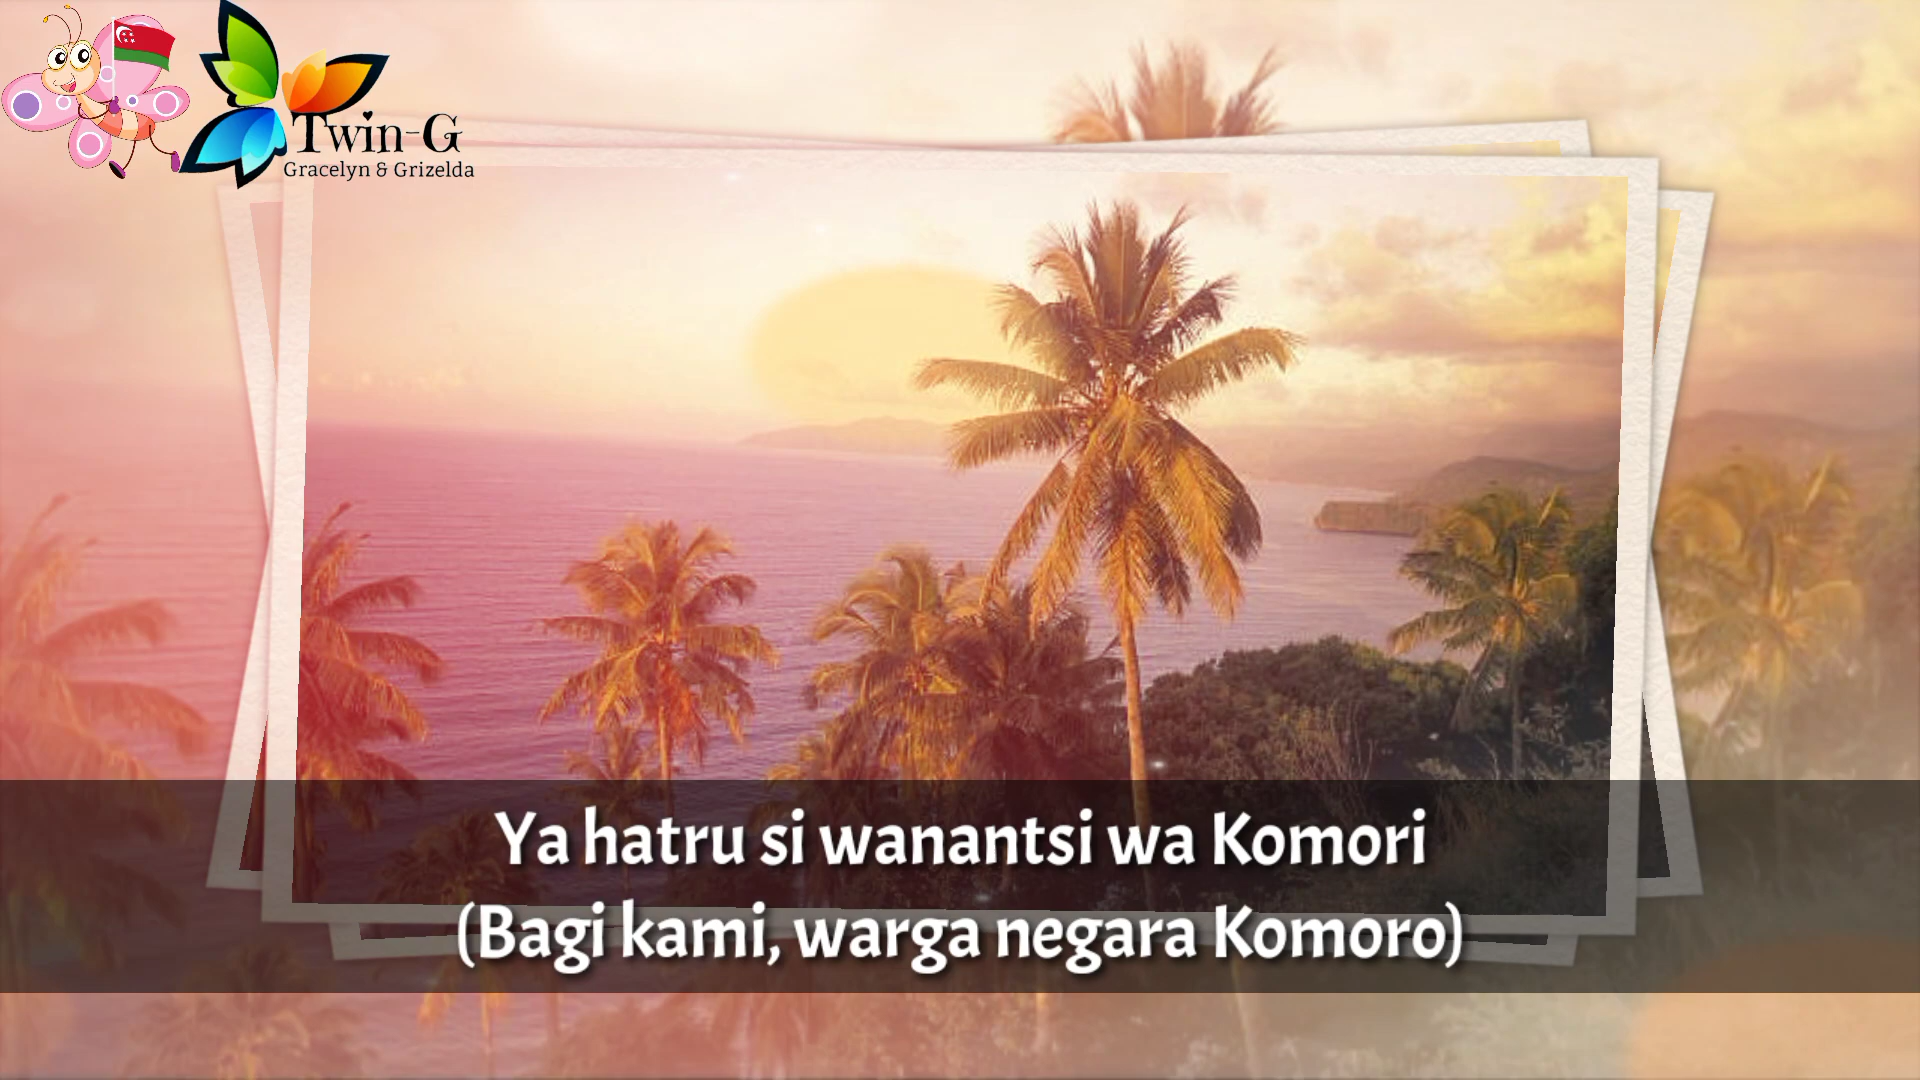 Twin-G
Gracelyn & Grizelda
Ya hatru si wanantsi wa Komori
(Bagi kami, warga negara Komoro)